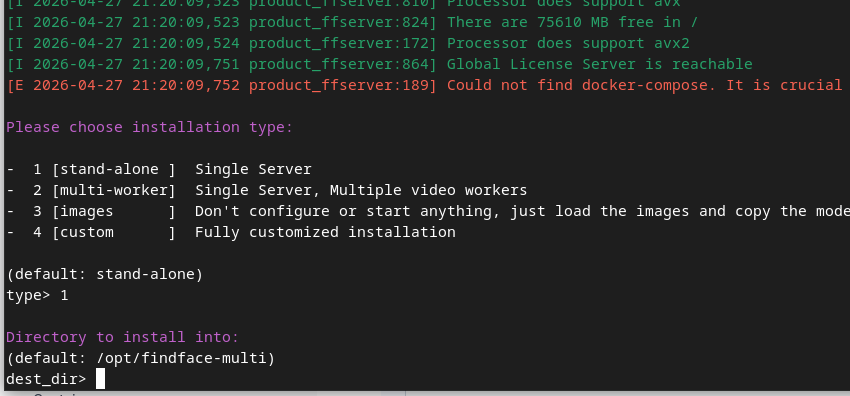 [I 2026-04-27 21:20:09,523 product_ffserver:810] Processor does support avx
[I 2026-04-27 21:20:09,523 product_ffserver:824] There are 75610 MB free in /
[I 2026-04-27 21:20:09,524 product_ffserver:172] Processor does support avx2
[I 2026-04-27 21:20:09,751 product_ffserver:864] Global License Server is reachable
[E 2026-04-27 21:20:09,752 product_ffserver:189] Could not find docker-compose. It is crucial
Please choose installation type:
-  1 [stand-alone ]  Single Server
-  2 [multi-worker]  Single Server, Multiple video workers
-  3 [images      ]  Don't configure or start anything, just load the images and copy the mode
-  4 [custom      ]  Fully customized installation
(default: stand-alone)
type> 1
Directory to install into:
(default: /opt/findface-multi)
dest_dir>